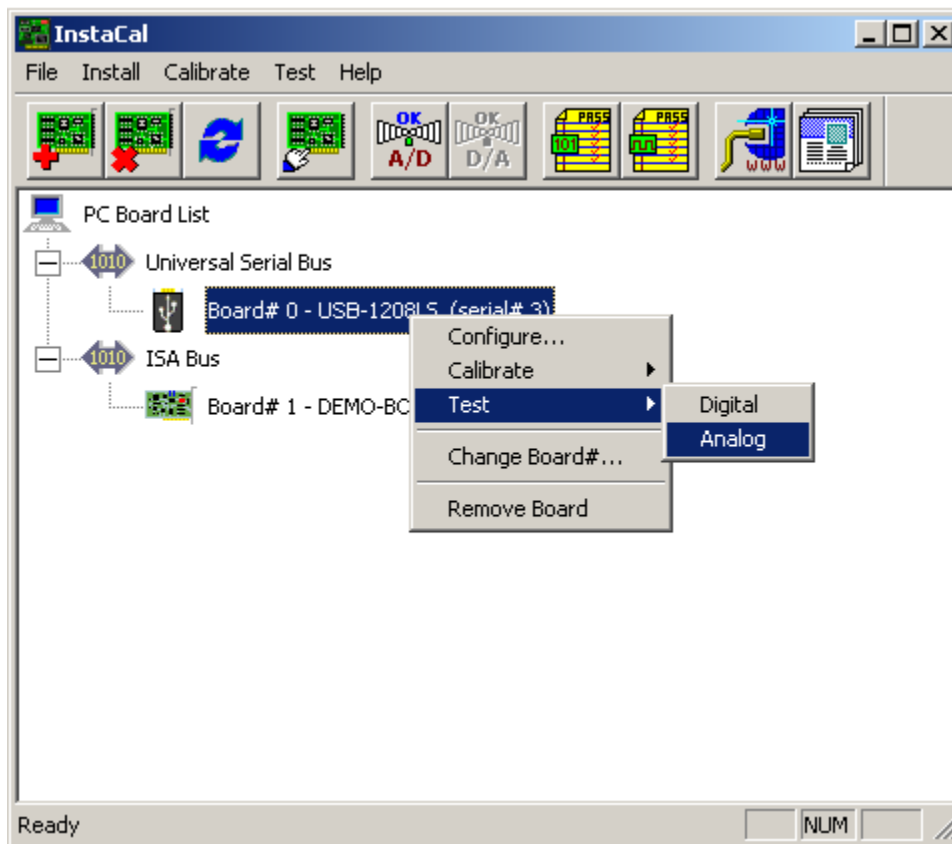 InstaCal
File Install Calibrate Test Help
OK A/D
OK D/A
PASS 101
PASS
WWW
PC Board List
1010 Universal Serial Bus
Board# 0 - USB-1208LS (serial# 3)
1010 ISA Bus
Board# 1 - DEMO-BO
Configure...
Calibrate
Test
Change Board#...
Remove Board
Digital
Analog
Ready
NUM